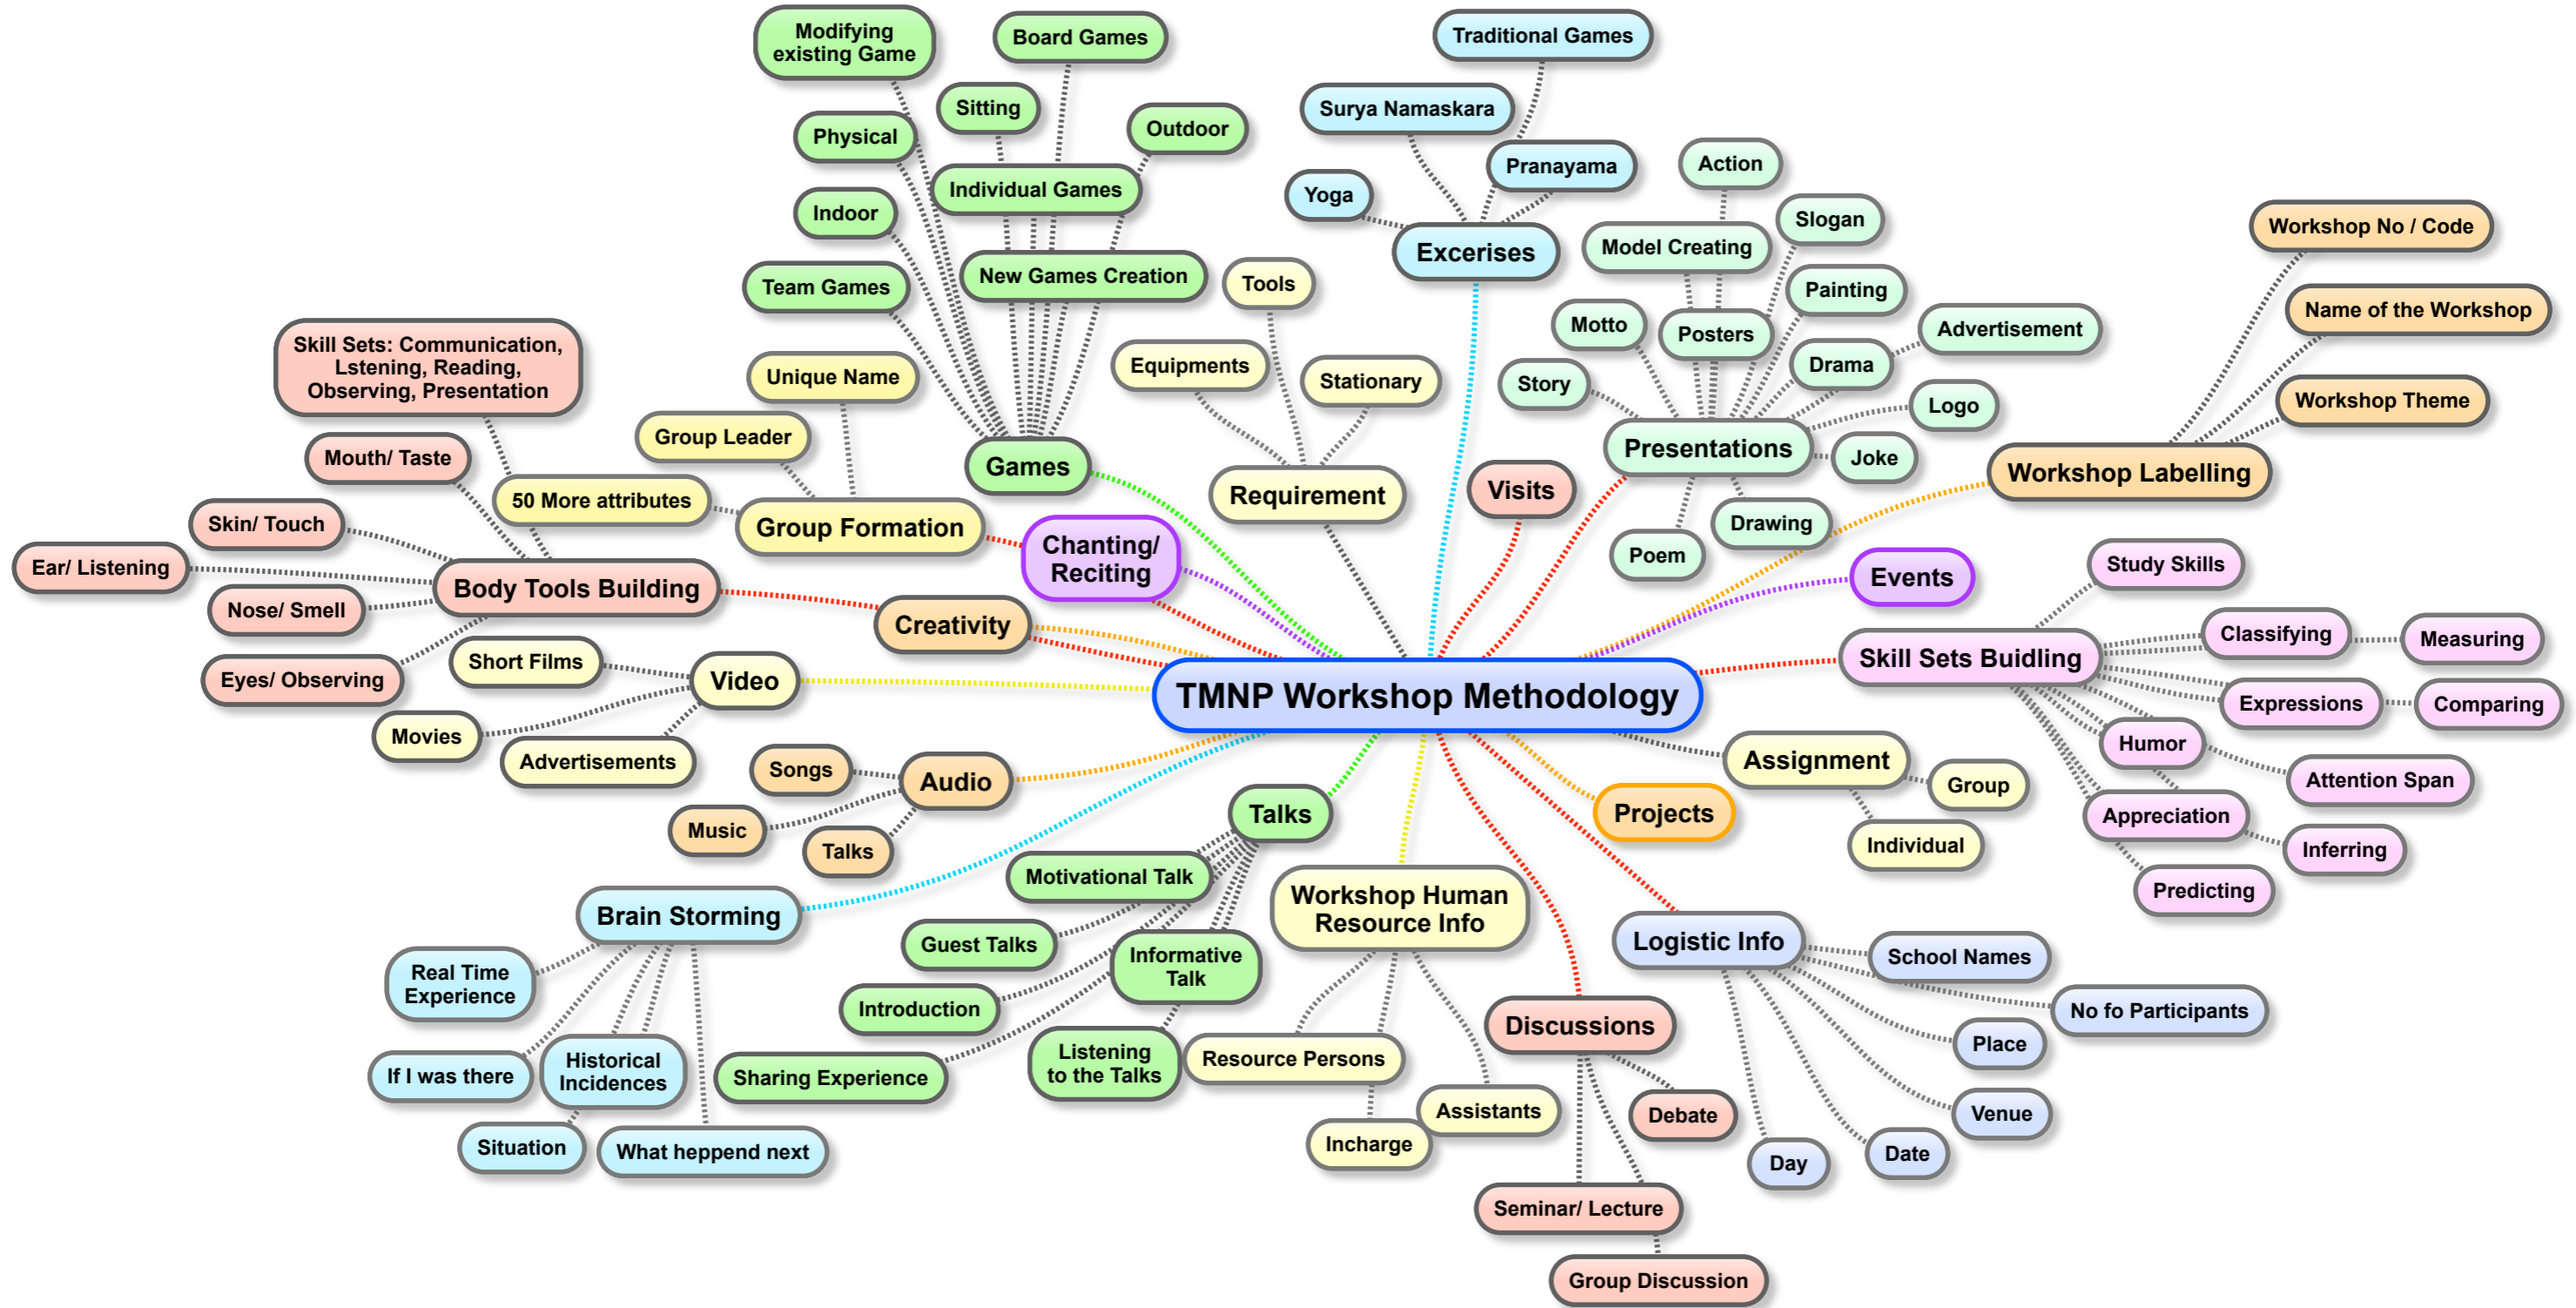 TMNP Workshop Methodology
Games
Modifying
existing Game
Board Games
Sitting
Outdoor
Physical
Individual Games
Indoor
New Games Creation
Team Games
Excerises
Traditional Games
Surya Namaskara
Pranayama
Yoga
Requirement
Tools
Equipments
Stationary
Visits
Presentations
Action
Slogan
Model Creating
Painting
Motto
Posters
Advertisement
Drama
Story
Logo
Joke
Drawing
Poem
Workshop Labelling
Workshop No / Code
Name of the Workshop
Workshop Theme
Events
Skill Sets Buidling
Study Skills
Classifying
Measuring
Expressions
Comparing
Humor
Attention Span
Appreciation
Inferring
Predicting
Assignment
Group
Individual
Projects
Logistic Info
School Names
No fo Participants
Place
Venue
Date
Day
Discussions
Debate
Seminar/ Lecture
Group Discussion
Workshop Human
Resource Info
Resource Persons
Assistants
Incharge
Talks
Motivational Talk
Guest Talks
Informative
Talk
Introduction
Listening
to the Talks
Sharing Experience
Brain Storming
Real Time
Experience
If I was there
Historical
Incidences
Situation
What heppend next
Audio
Songs
Music
Talks
Video
Short Films
Movies
Advertisements
Creativity
Chanting/
Reciting
Body Tools Building
Skill Sets: Communication,
Lstening, Reading,
Observing, Presentation
Mouth/ Taste
Skin/ Touch
Ear/ Listening
Nose/ Smell
Eyes/ Observing
Group Formation
Unique Name
Group Leader
50 More attributes